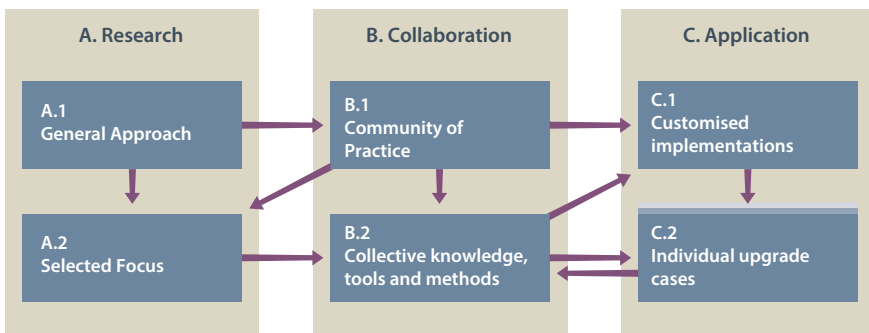 A. Research
A.1
General Approach
A.2
Selected Focus
B. Collaboration
B.1
Community of
Practice
B.2
Collective knowledge,
tools and methods
C. Application
C.1
Customised
implementations
C.2
Individual upgrade
cases